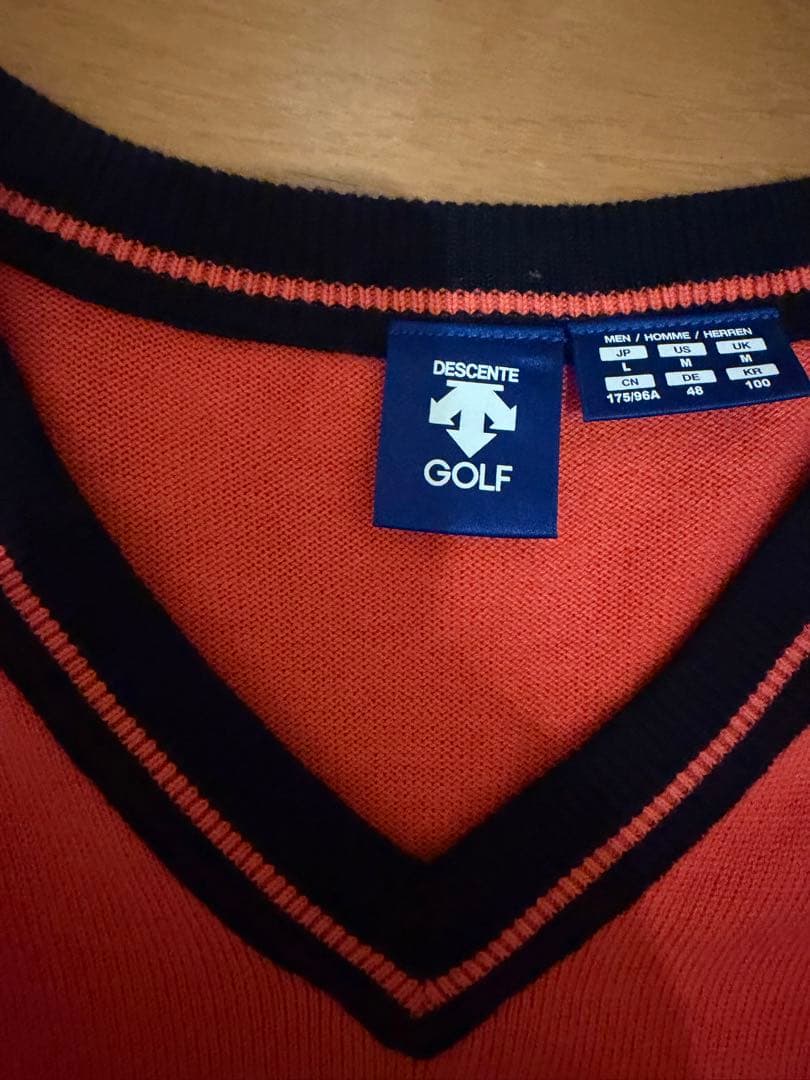 DESCENTE
GOLF
MEN / HOMME / HERREN
JP US UK
L M M
CN DE KR
175/96A 48 100